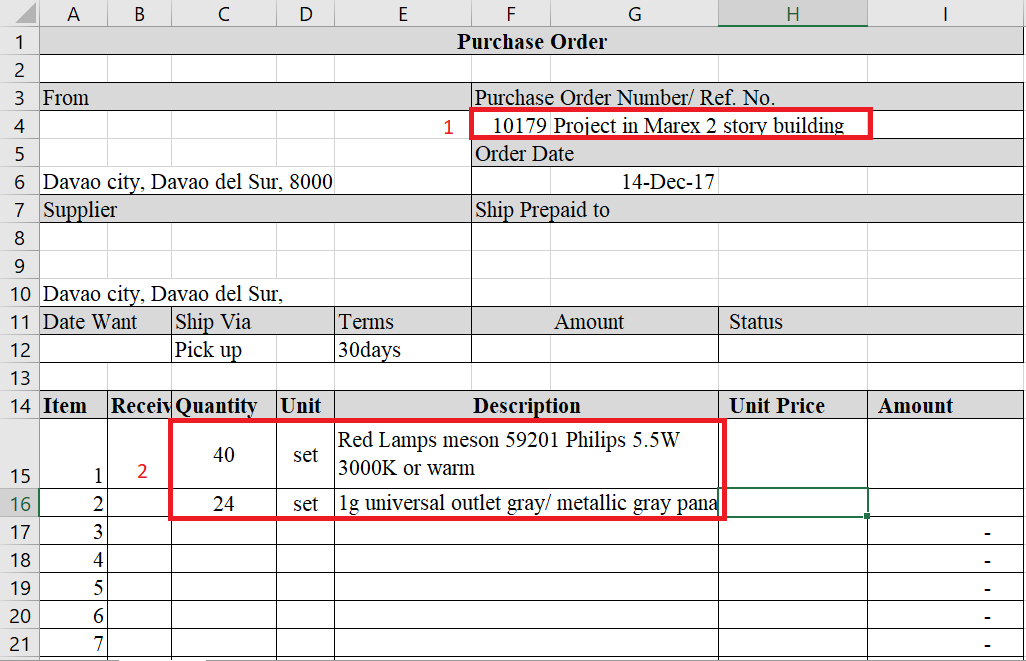 A B C D E F G H I
1 Purchase Order
2
3 From Purchase Order Number/ Ref. No.
4 1 10179 Project in Marex 2 story building
5 Order Date
6 Davao city, Davao del Sur, 8000 14-Dec-17
7 Supplier Ship Prepaid to
8
9
10 Davao city, Davao del Sur,
11 Date Want Ship Via Terms Amount Status
12 Pick up 30days
13
14 Item Receiv Quantity Unit Description Unit Price Amount
Red Lamps meson 59201 Philips 5.5W
40 set
3000K or warm
15 1 2
16 2 24 set 1g universal outlet gray/ metallic gray pana
17 3 -
18 4 -
19 5 -
20 6 -
21 7 -